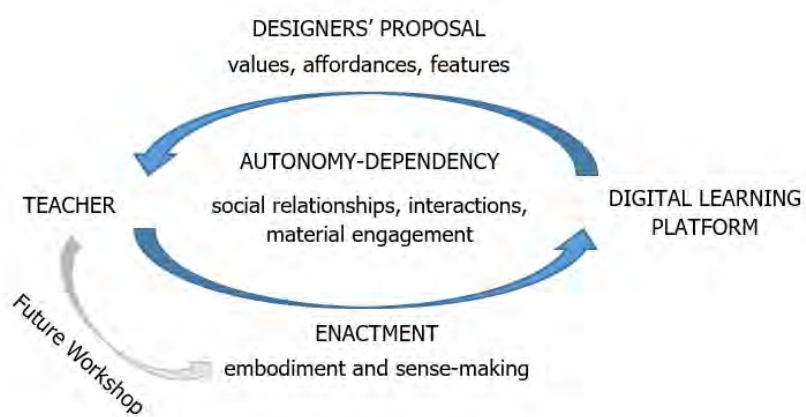 DESIGNERS’ PROPOSAL
values, affordances, features
AUTONOMY-DEPENDENCY
social relationships, interactions,
material engagement
TEACHER
DIGITAL LEARNING
PLATFORM
ENACTMENT
embodiment and sense-making
Future Workshop